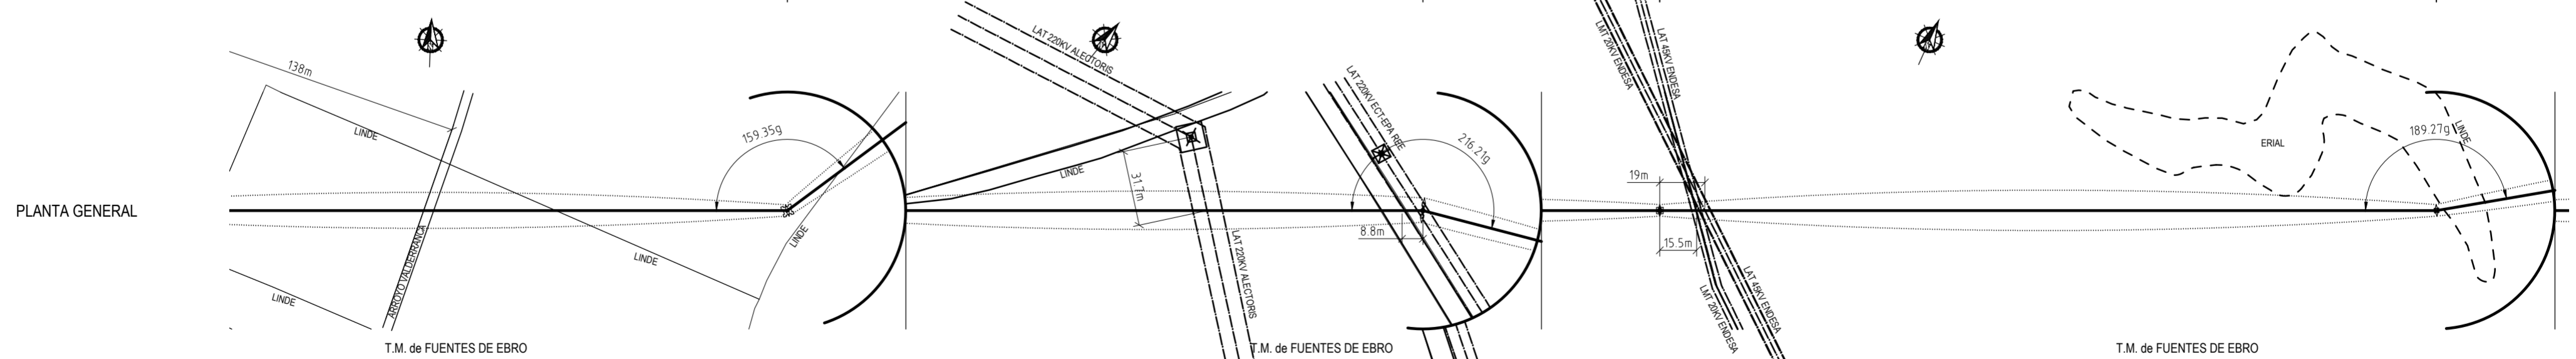 138m
LINDE
ARROYO VALDERRANCA
LINDE
LINDE
159.35g
LINDE
PLANTA GENERAL
T.M. de FUENTES DE EBRO
LAT 220KV ALECTORIS
LINDE
31.7m
LAT 220KV ALECTORIS
LAT 220KV ECT-EPA REE
216.21g
8.8m
T.M. de FUENTES DE EBRO
LMT 20KV ENDESA
LAT 45KV ENDESA
19m
15.5m
LAT 45KV ENDESA
LMT 20KV ENDESA
ERIAL
189.27g
LINDE
T.M. de FUENTES DE EBRO